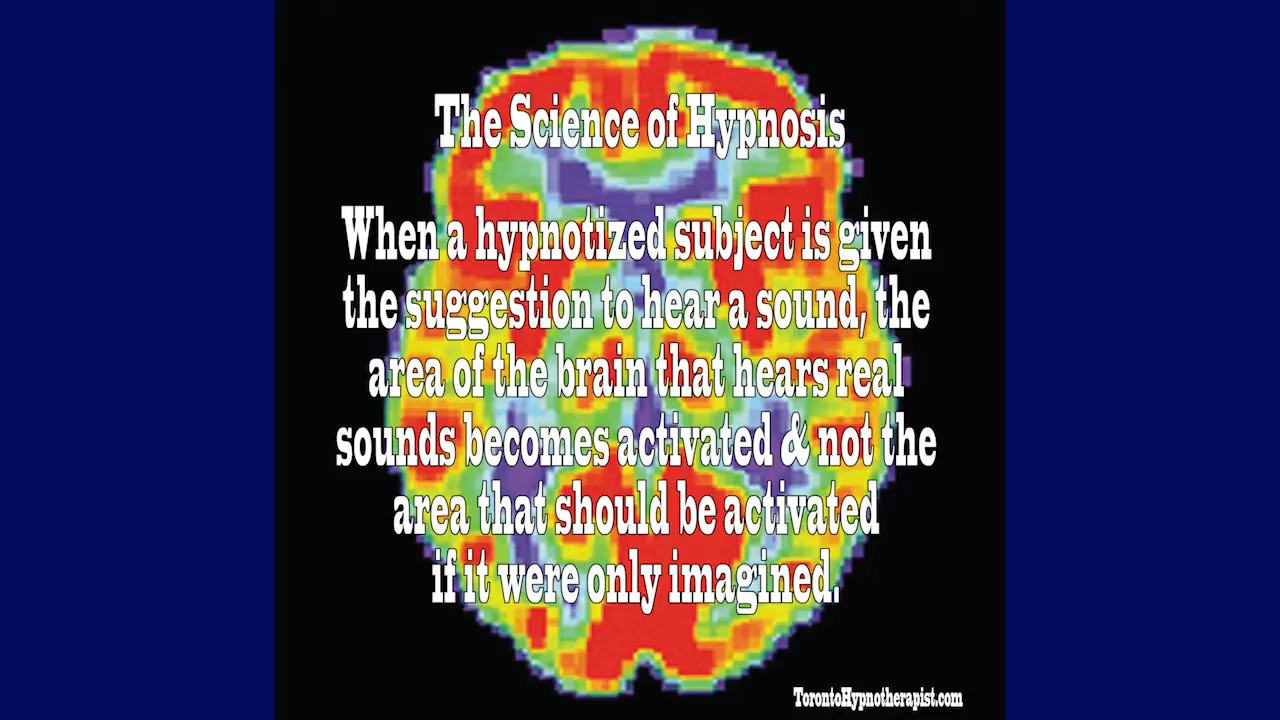 The Science of Hypnosis
When a hypnotized subject is given
the suggestion to hear a sound, the
area of the brain that hears real
sounds becomes activated & not the
area that should be activated
if it were only imagined.
TorontoHypnotherapist.com